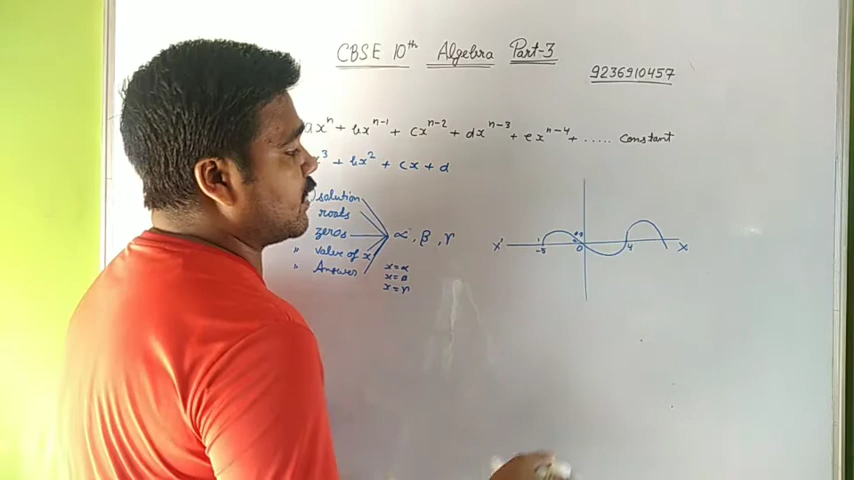 CBSE 10th Algebra Part-3
9236910457
ax^n + bx^n-1 + cx^n-2 + dx^n-3 + ex^n-4 + ..... Constant
3 + bx^2 + cx + d
solution
roots
zeros
" value of x
" Answer
α, β, γ
x = α
x = β
x = γ
X' -5 0 4 X